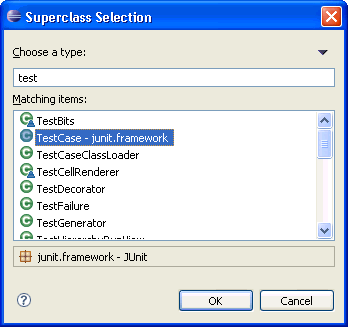 Superclass Selection
Choose a type:
test
Matching items:
TestBits
TestCase - junit.framework
TestCaseClassLoader
TestCellRenderer
TestDecorator
TestFailure
TestGenerator
TestHierarchyRunView
junit.framework - JUnit
OK
Cancel